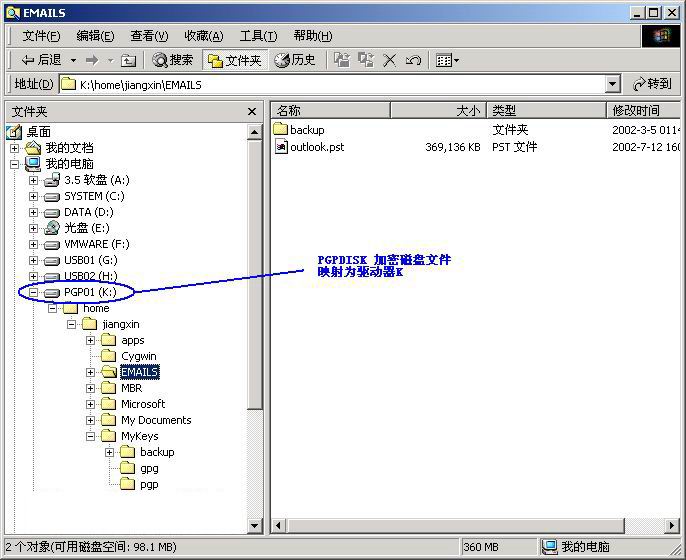 EMAILS
文件(F) 编辑(E) 查看(V) 收藏(A) 工具(T) 帮助(H)
后退 搜索 文件夹 历史
地址(D) K:\home\jiangxin\EMAILS 转到
文件夹
名称 大小 类型 修改时间
backup 文件夹 2002-3-5 0114
outlook.pst 369,136 KB PST 文件 2002-7-12 160
桌面
我的文档
我的电脑
3.5 软盘 (A:)
SYSTEM (C:)
DATA (D:)
光盘 (E:)
VMWARE (F:)
USB01 (G:)
USB02 (H:)
PGP01 (K:)
home
jiangxin
apps
Cygwin
EMAILS
MBR
Microsoft
My Documents
MyKeys
backup
gpg
pgp
PGPDISK 加密磁盘文件
映射为驱动器K
2 个对象(可用磁盘空间: 98.1 MB) 360 MB 我的电脑